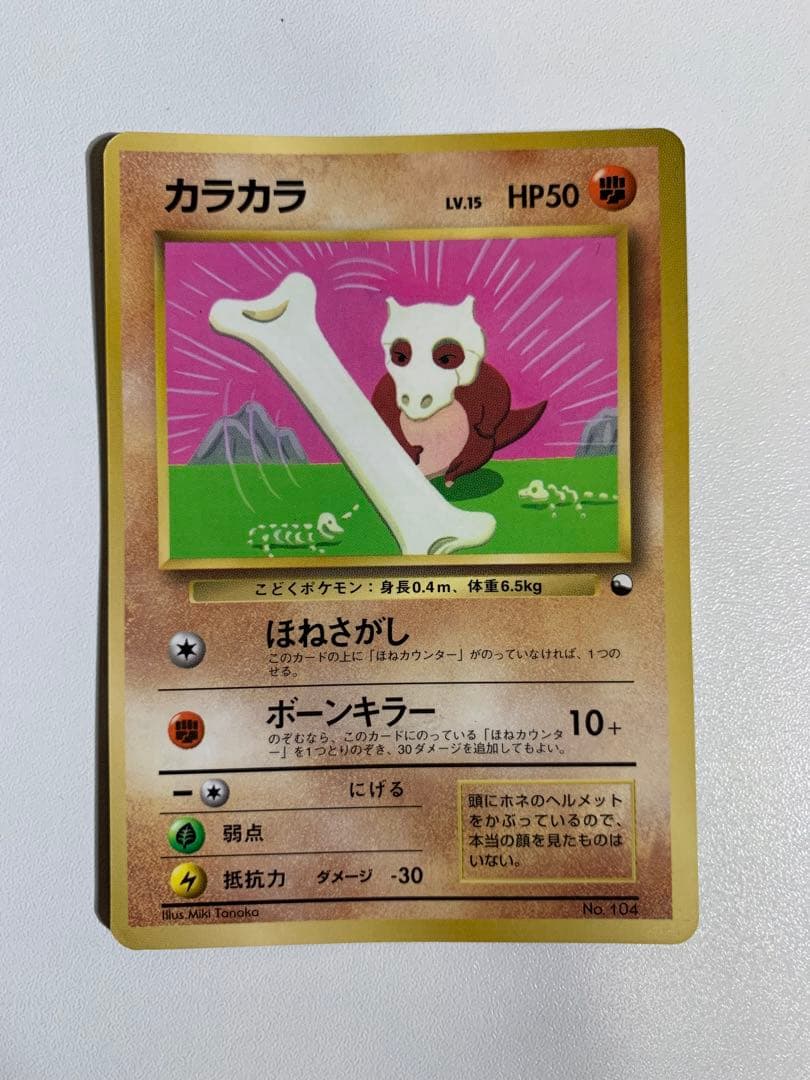 カラカラ LV.15 HP50
こどくポケモン：身長0.4m、体重6.5kg
ほねさがし
このカードの上に「ほねカウンター」がのっていなければ、1つの
せる。
ボーンキラー 10+
のぞむなら、このカードにのっている「ほねカウンタ
ー」を1つとりのぞき、30ダメージを追加してもよい。
ー にげる
弱点
抵抗力 ダメージ -30
頭にホネのヘルメット
をかぶっているので、
本当の顔を見たものは
いない。
Illus.Miki Tanaka No. 104